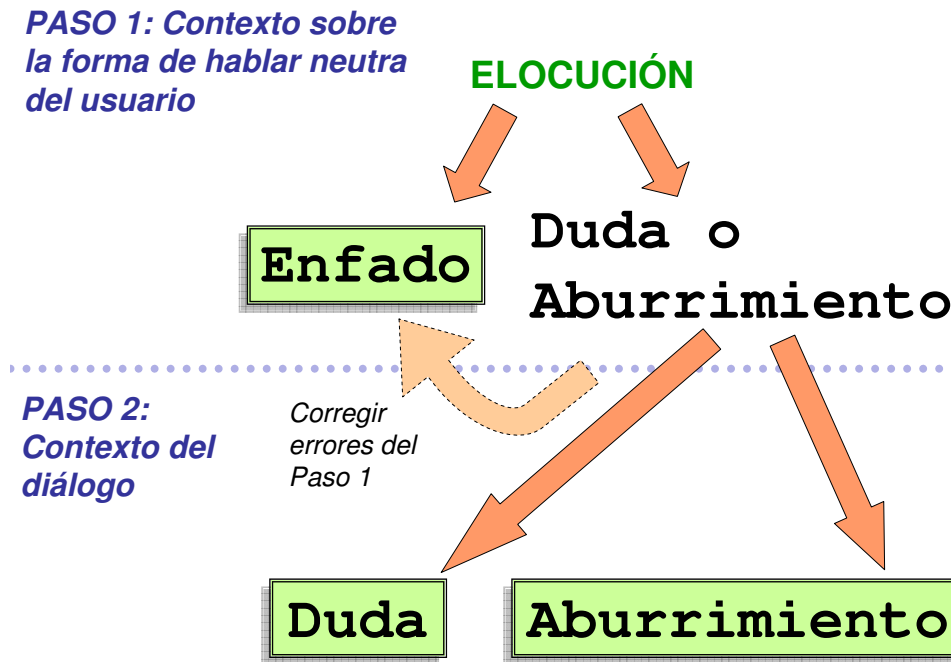 PASO 1: Contexto sobre
la forma de hablar neutra
del usuario
ELOCUCIÓN
Enfado
Duda o
Aburrimiento
PASO 2:
Contexto del
diálogo
Corregir
errores del
Paso 1
Duda
Aburrimiento